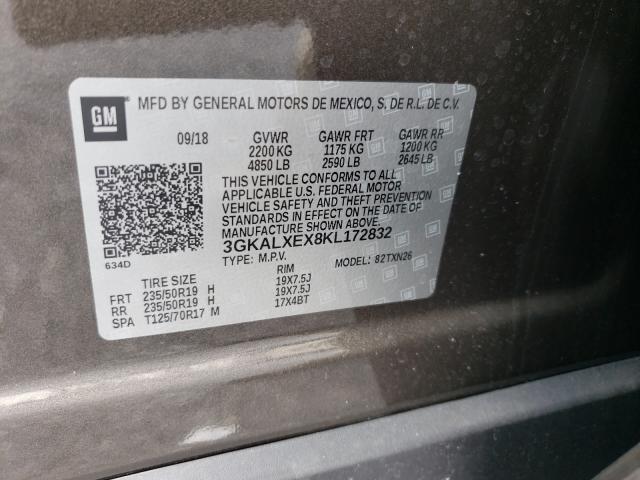 GM
MFD BY GENERAL MOTORS DE MEXICO, S. DE R.L. DE C.V.
09/18 GVWR GAWR FRT GAWR RR
2200 KG 1175 KG 1200 KG
4850 LB 2590 LB 2645 LB
THIS VEHICLE CONFORMS TO ALL
APPLICABLE U.S. FEDERAL MOTOR
VEHICLE SAFETY AND THEFT PREVENTION
STANDARDS IN EFFECT ON THE DATE OF
MANUFACTURE SHOWN ABOVE.
3GKALXEX8KL172832
634D
TYPE: M.P.V. MODEL: 82TXN26
TIRE SIZE RIM
FRT 235/50R19 H 19X7.5J
RR 235/50R19 H 19X7.5J
SPA T125/70R17 M 17X4BT